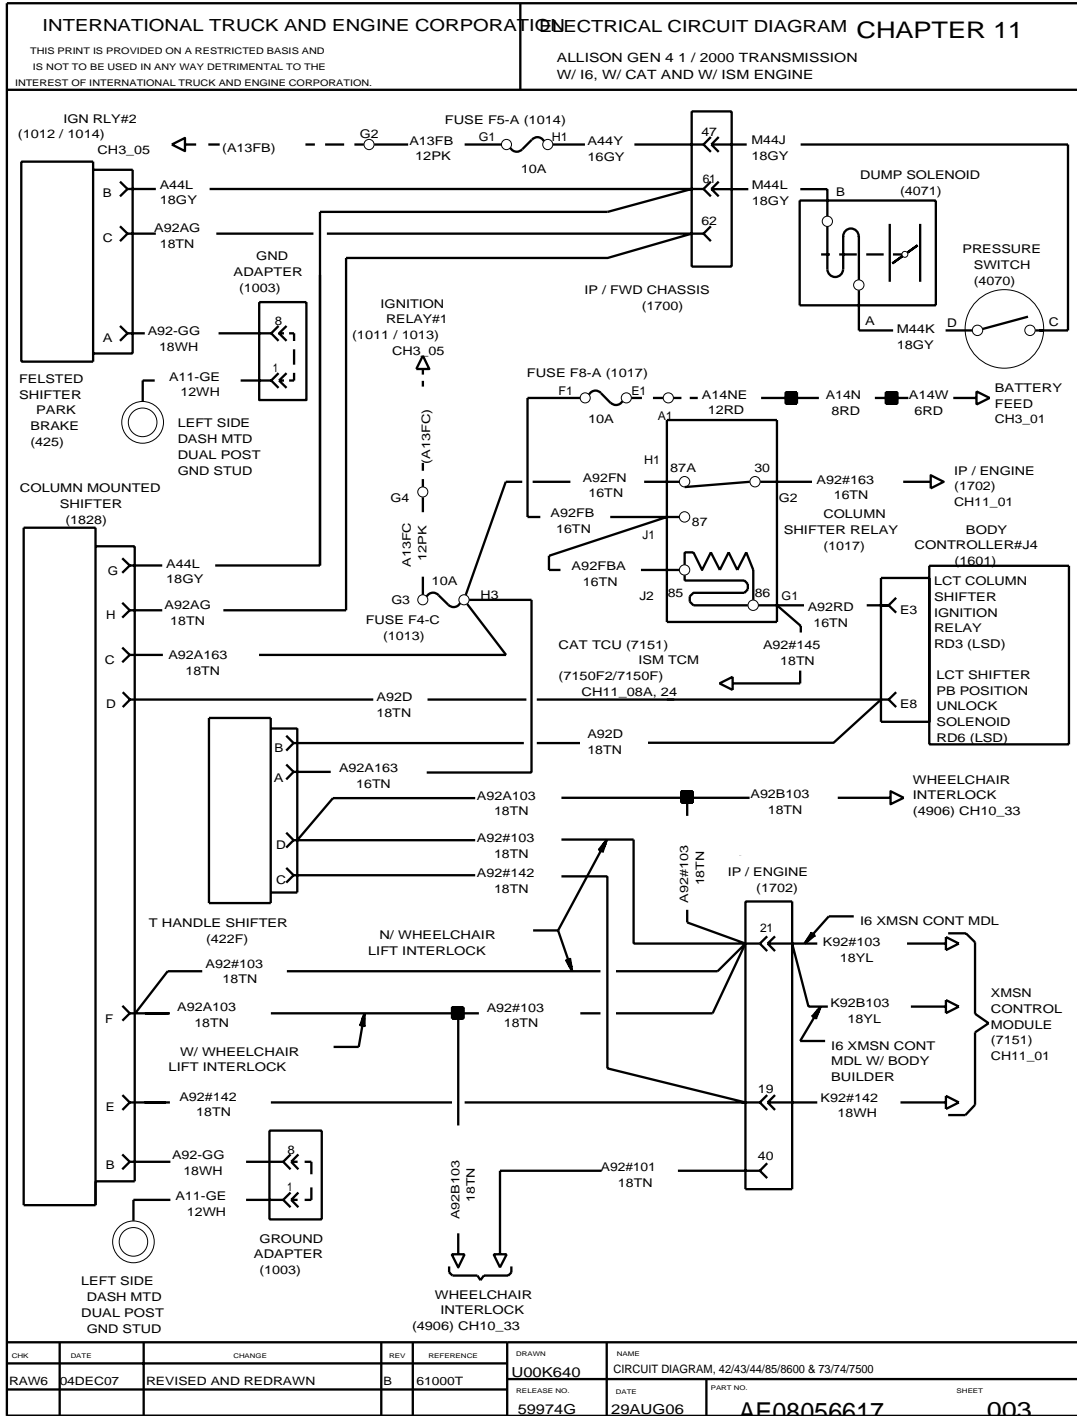 INTERNATIONAL TRUCK AND ENGINE CORPORATION
THIS PRINT IS PROVIDED ON A RESTRICTED BASIS AND
IS NOT TO BE USED IN ANY WAY DETRIMENTAL TO THE
INTEREST OF INTERNATIONAL TRUCK AND ENGINE CORPORATION.
ELECTRICAL CIRCUIT DIAGRAM CHAPTER 11
ALLISON GEN 4 1 / 2000 TRANSMISSION
W/ I6, W/ CAT AND W/ ISM ENGINE
IGN RLY#2
(1012 / 1014)
CH3_05
(A13FB)
G2
A13FB
12PK
FUSE F5-A (1014)
G1
H1
10A
A44Y
16GY
47
M44J
18GY
B
A44L
18GY
61
M44L
18GY
B
DUMP SOLENOID
(4071)
C
A92AG
18TN
62
GND
ADAPTER
(1003)
IP / FWD CHASSIS
(1700)
PRESSURE
SWITCH
(4070)
IGNITION
RELAY#1
(1011 / 1013)
CH3_05
A
A92-GG
18WH
8
A
M44K
18GY
D
C
A11-GE
12WH
1
FELSTED
SHIFTER
PARK
BRAKE
(425)
LEFT SIDE
DASH MTD
DUAL POST
GND STUD
FUSE F8-A (1017)
F1
E1
10A
A1
A14NE
12RD
A14N
8RD
A14W
6RD
BATTERY
FEED
CH3_01
(A13FC)
G4
A13FC
12PK
H1
87A
30
A92FN
16TN
A92#163
16TN
G2
IP / ENGINE
(1702)
CH11_01
A92FB
16TN
87
J1
COLUMN
SHIFTER RELAY
(1017)
BODY
CONTROLLER#J4
(1601)
A92FBA
16TN
J2
85
86
G1
A92RD
16TN
E3
LCT COLUMN
SHIFTER
IGNITION
RELAY
RD3 (LSD)
COLUMN MOUNTED
SHIFTER
(1828)
G
A44L
18GY
H
A92AG
18TN
10A
G3
H3
FUSE F4-C
(1013)
C
A92A163
18TN
CAT TCU (7151)
ISM TCM
(7150F2/7150F)
CH11_08A, 24
A92#145
18TN
D
A92D
18TN
E8
LCT SHIFTER
PB POSITION
UNLOCK
SOLENOID
RD6 (LSD)
B
A92D
18TN
A
A92A163
16TN
A92A103
18TN
A92B103
18TN
WHEELCHAIR
INTERLOCK
(4906) CH10_33
D
A92#103
18TN
A92#103
18TN
C
A92#142
18TN
IP / ENGINE
(1702)
T HANDLE SHIFTER
(422F)
N/ WHEELCHAIR
LIFT INTERLOCK
21
I6 XMSN CONT MDL
K92#103
18YL
A92#103
18TN
F
A92A103
18TN
A92#103
18TN
K92B103
18YL
XMSN
CONTROL
MODULE
(7151)
CH11_01
W/ WHEELCHAIR
LIFT INTERLOCK
I6 XMSN CONT
MDL W/ BODY
BUILDER
E
A92#142
18TN
19
K92#142
18WH
B
A92-GG
18WH
8
A92B103
18TN
A92#101
18TN
40
A11-GE
12WH
1
GROUND
ADAPTER
(1003)
LEFT SIDE
DASH MTD
DUAL POST
GND STUD
WHEELCHAIR
INTERLOCK
(4906) CH10_33
CHK DATE CHANGE REV REFERENCE
RAW6 04DEC07 REVISED AND REDRAWN B 61000T
DRAWN
U00K640
NAME
CIRCUIT DIAGRAM, 42/43/44/85/8600 & 73/74/7500
RELEASE NO.
59974G
DATE
29AUG06
PART NO.
AE08056617
SHEET
003